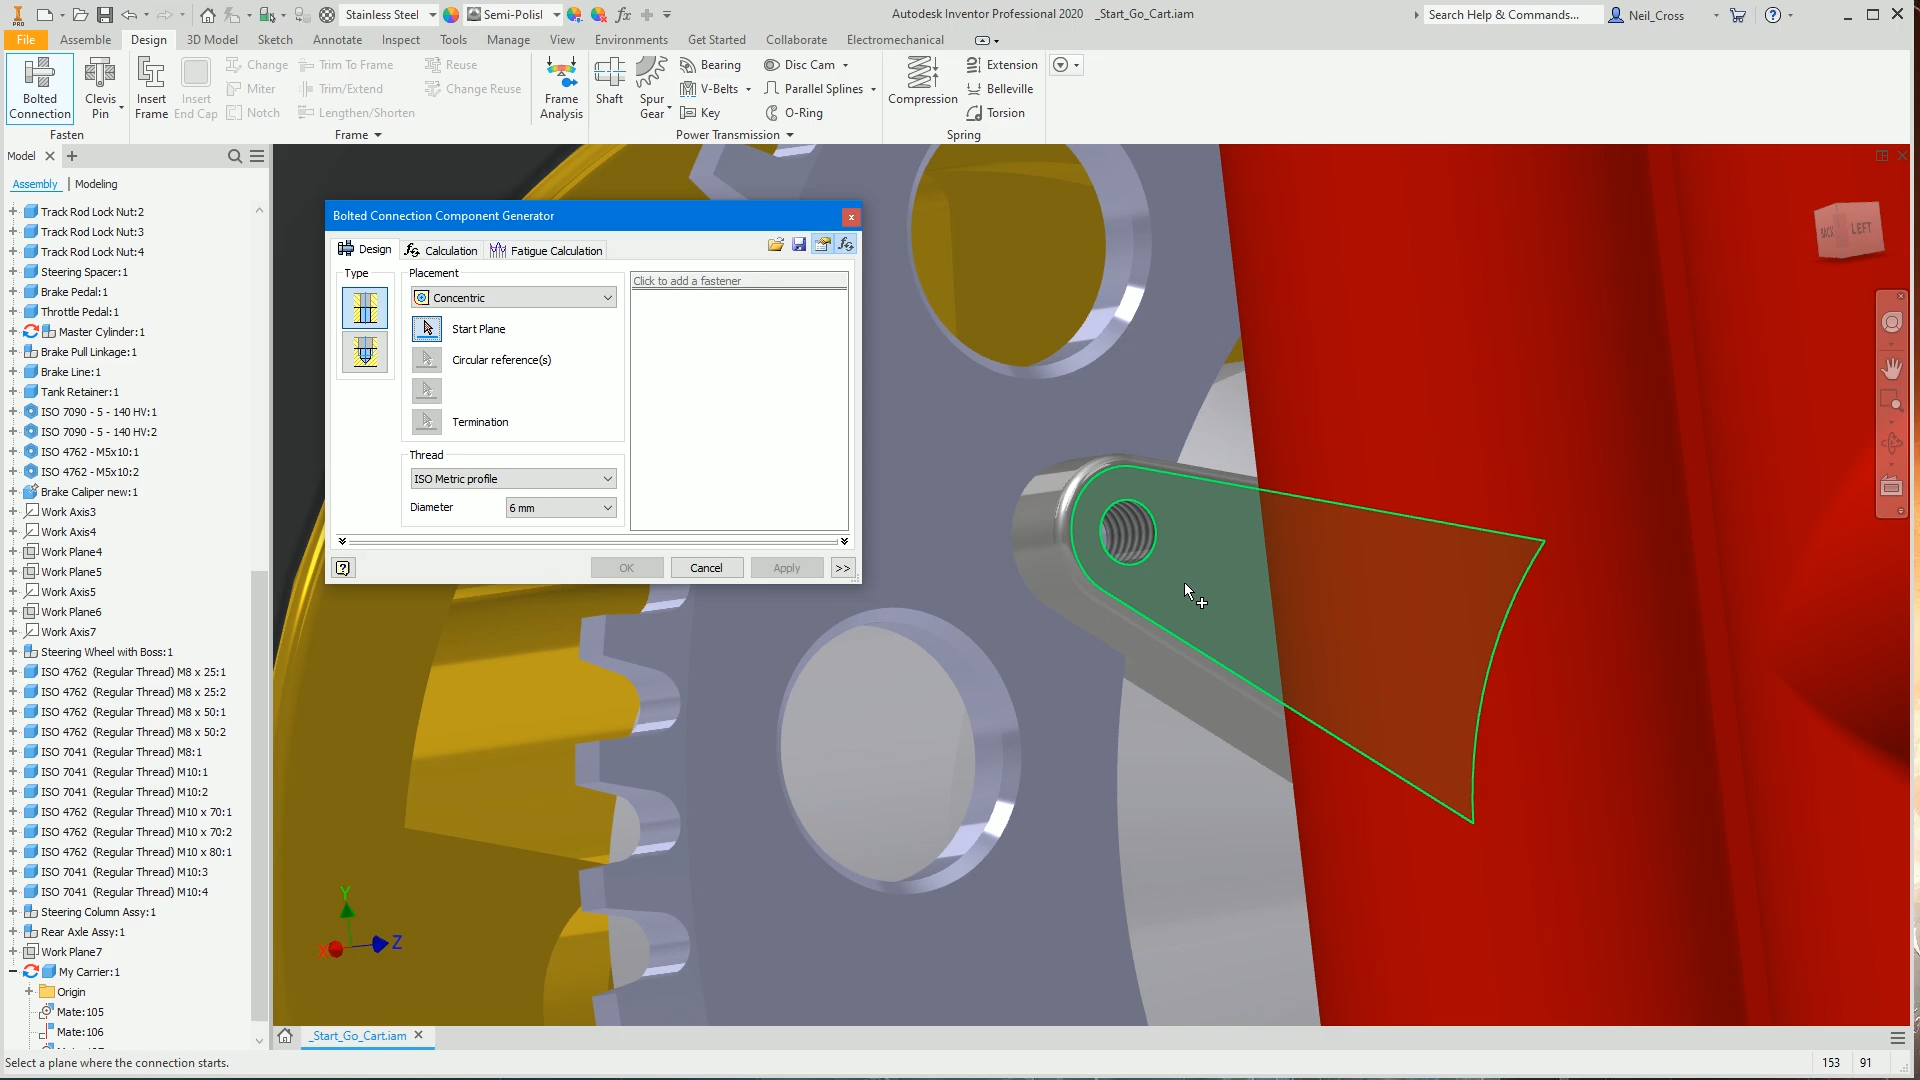 Stainless Steel
Semi-Polisl
Autodesk Inventor Professional 2020 _Start_Go_Cart.iam
Search Help & Commands...
Neil_Cross
File
Assemble
Design
3D Model
Sketch
Annotate
Inspect
Tools
Manage
View
Environments
Get Started
Collaborate
Electromechanical
Bolted Connection
Clevis Pin
Insert Frame
Insert End Cap
Change
Miter
Notch
Trim To Frame
Trim/Extend
Lengthen/Shorten
Reuse
Change Reuse
Frame Analysis
Shaft
Spur Gear
Bearing
V-Belts
Key
Disc Cam
Parallel Splines
O-Ring
Compression
Extension
Belleville
Torsion
Fasten
Frame
Power Transmission
Spring
Model
Assembly | Modeling
Track Rod Lock Nut:2
Track Rod Lock Nut:3
Track Rod Lock Nut:4
Steering Spacer:1
Brake Pedal:1
Throttle Pedal:1
Master Cylinder:1
Brake Pull Linkage:1
Brake Line:1
Tank Retainer:1
ISO 7090 - 5 - 140 HV:1
ISO 7090 - 5 - 140 HV:2
ISO 4762 - M5x10:1
ISO 4762 - M5x10:2
Brake Caliper new:1
Work Axis3
Work Axis4
Work Plane4
Work Plane5
Work Axis5
Work Plane6
Work Axis7
Steering Wheel with Boss:1
ISO 4762 (Regular Thread) M8 x 25:1
ISO 4762 (Regular Thread) M8 x 25:2
ISO 4762 (Regular Thread) M8 x 50:1
ISO 4762 (Regular Thread) M8 x 50:2
ISO 7041 (Regular Thread) M8:1
ISO 7041 (Regular Thread) M10:1
ISO 7041 (Regular Thread) M10:2
ISO 4762 (Regular Thread) M10 x 70:1
ISO 4762 (Regular Thread) M10 x 70:2
ISO 4762 (Regular Thread) M10 x 80:1
ISO 7041 (Regular Thread) M10:3
ISO 7041 (Regular Thread) M10:4
Steering Column Assy:1
Rear Axle Assy:1
Work Plane7
My Carrier:1
Origin
Mate:105
Mate:106
Bolted Connection Component Generator
Design
Calculation
Fatigue Calculation
Type
Placement
Concentric
Start Plane
Circular reference(s)
Termination
Thread
ISO Metric profile
Diameter
6 mm
Click to add a fastener
OK
Cancel
Apply
>>
BACK
LEFT
Y
X
Z
_Start_Go_Cart.iam
Select a plane where the connection starts.
153
91